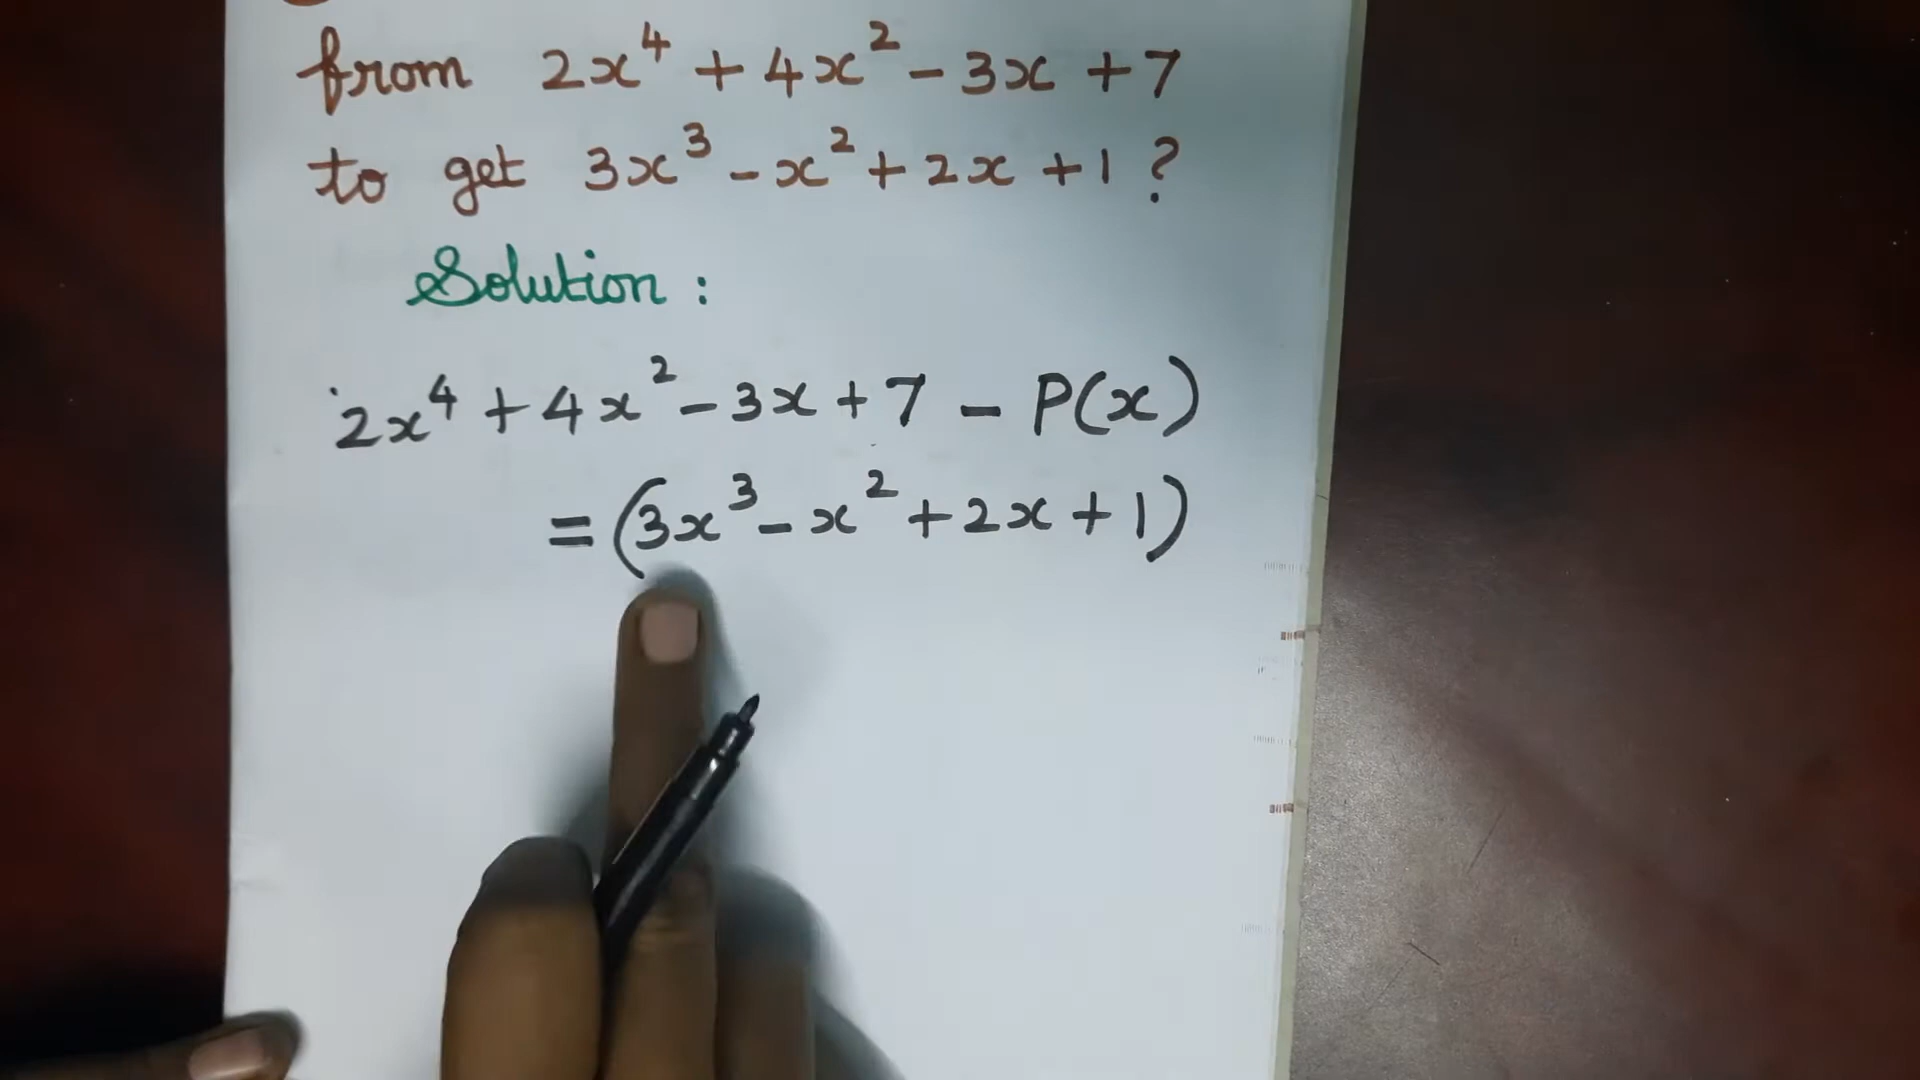 from 2x⁴ + 4x² - 3x + 7
to get 3x³ - x² + 2x + 1 ?
Solution :
2x⁴ + 4x² - 3x + 7 - P(x)
= (3x³ - x² + 2x + 1)